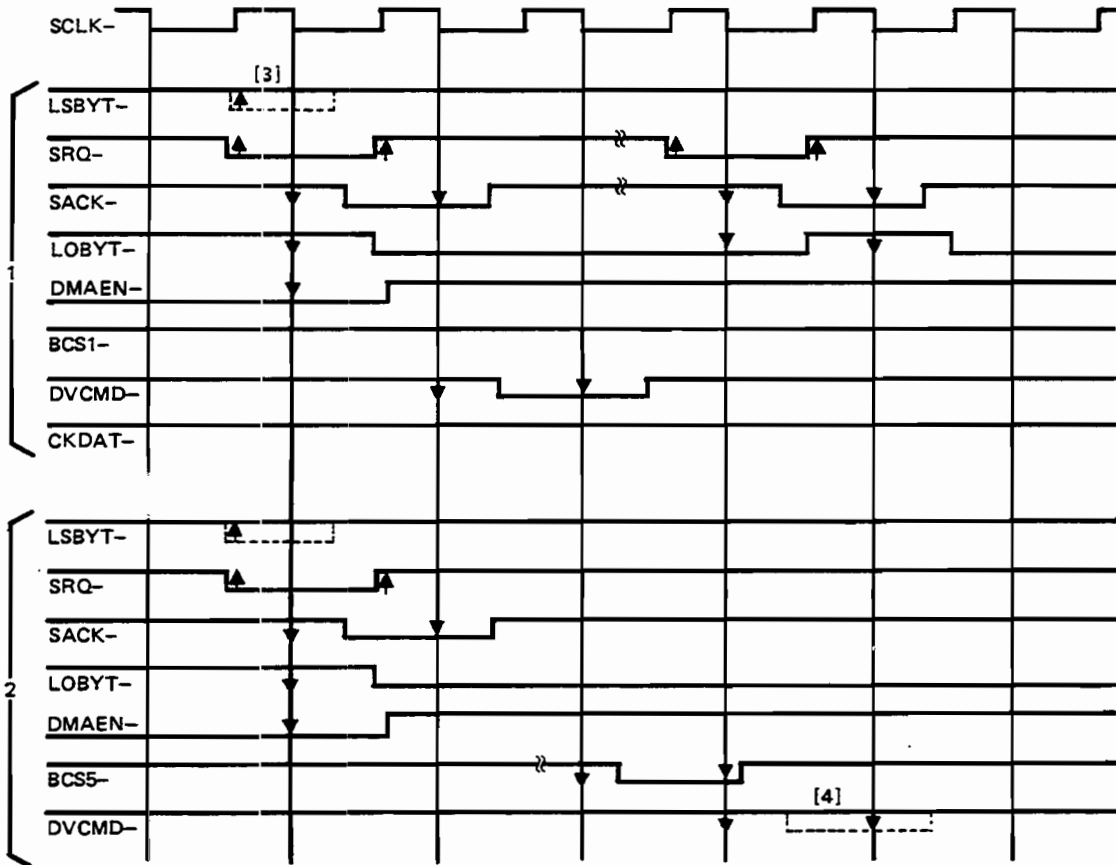 SCLK-
[3]
LSBYT-
SRQ-
SACK-
LOBYT-
1
DMAEN-
BCS1-
DVCMD-
CKDAT-
LSBYT-
SRQ-
SACK-
LOBYT-
2
DMAEN-
BCS5-
[4]
DVCMD-